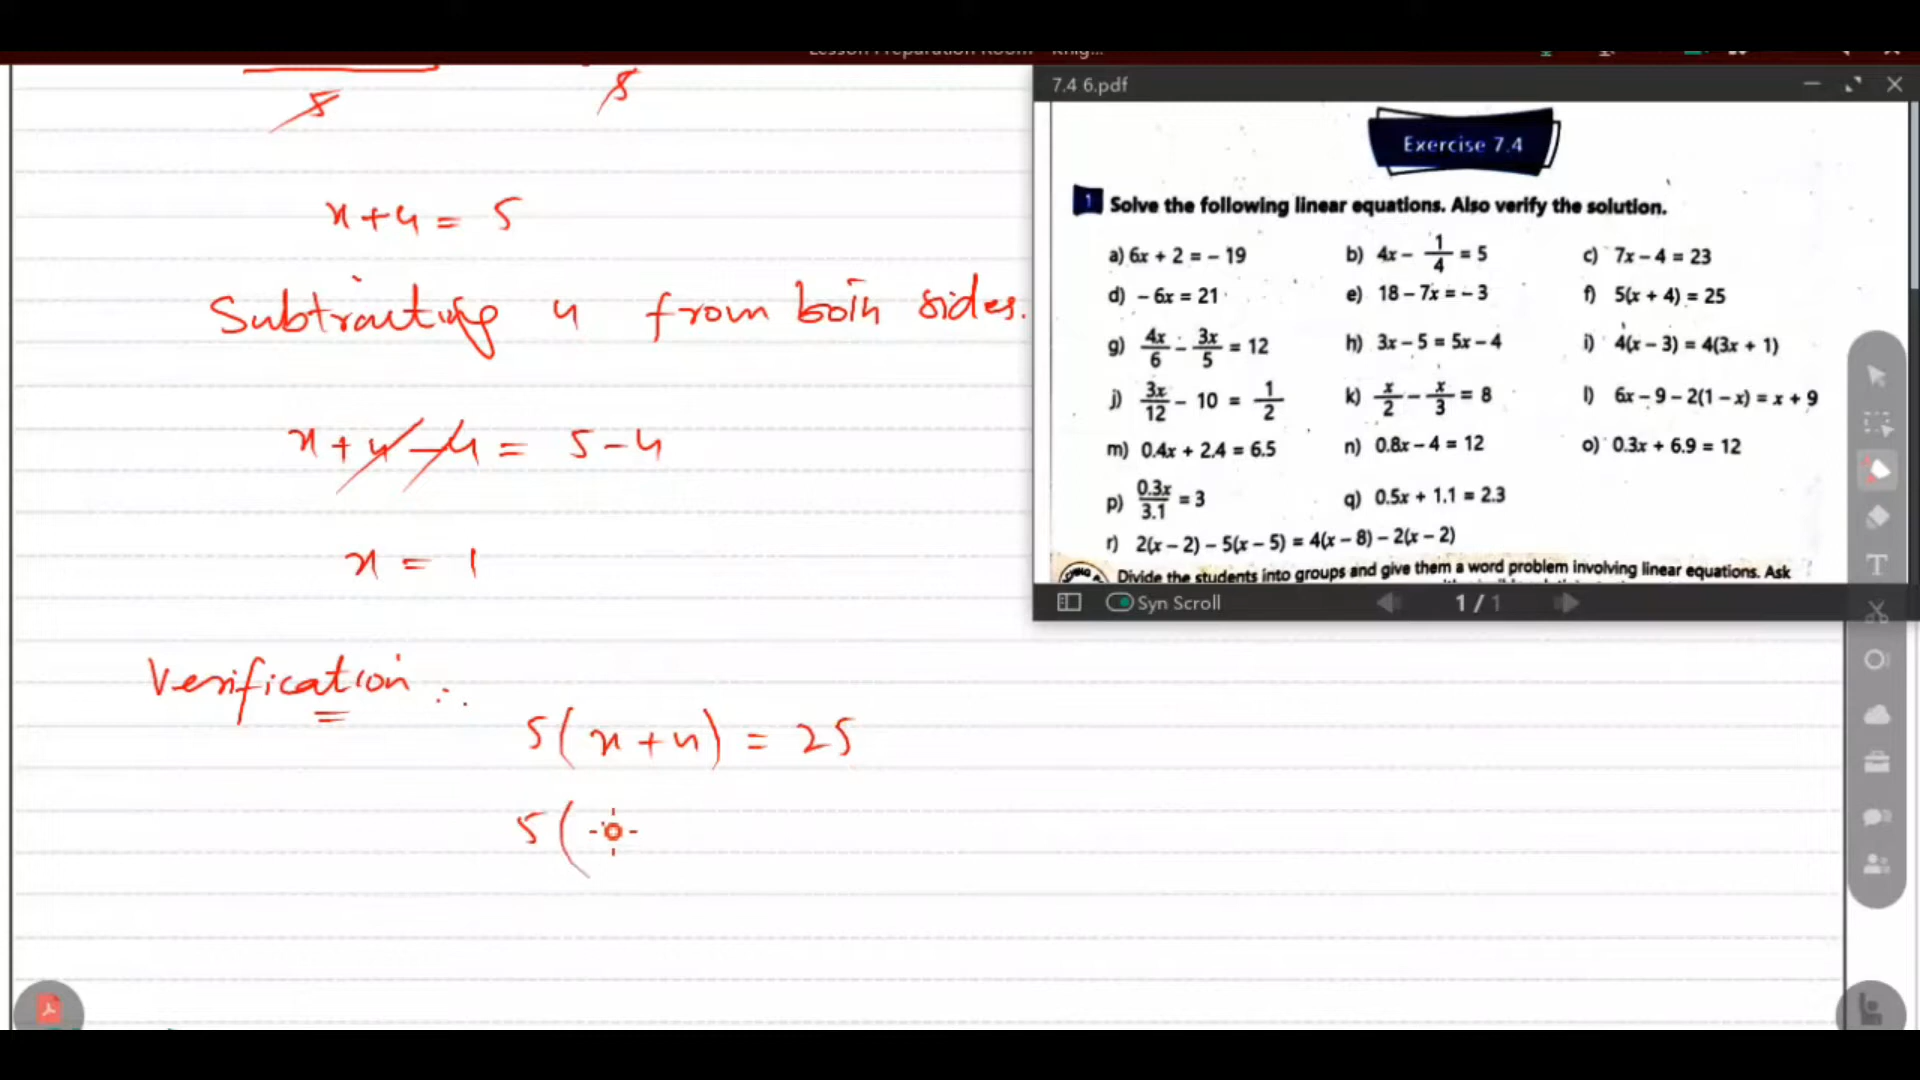 5 5
x+4 = 5
Subtracting 4 from both sides.
x+4-4 = 5-4
x = 1
Verification :.
5(x+4) = 25
5(
7.4 6.pdf
Exercise 7.4
1 Solve the following linear equations. Also verify the solution.
a) 6x + 2 = – 19 b) 4x – 1/4 = 5 c) 7x – 4 = 23
d) – 6x = 21 e) 18 – 7x = – 3 f) 5(x + 4) = 25
g) 4x/6 – 3x/5 = 12 h) 3x – 5 = 5x – 4 i) 4(x – 3) = 4(3x + 1)
j) 3x/12 – 10 = 1/2 k) x/2 – x/3 = 8 l) 6x – 9 – 2(1 – x) = x + 9
m) 0.4x + 2.4 = 6.5 n) 0.8x – 4 = 12 o) 0.3x + 6.9 = 12
p) 0.3x/3.1 = 3 q) 0.5x + 1.1 = 2.3
r) 2(x – 2) – 5(x – 5) = 4(x – 8) – 2(x – 2)
Divide the students into groups and give them a word problem involving linear equations. Ask
Syn Scroll 1 / 1
T